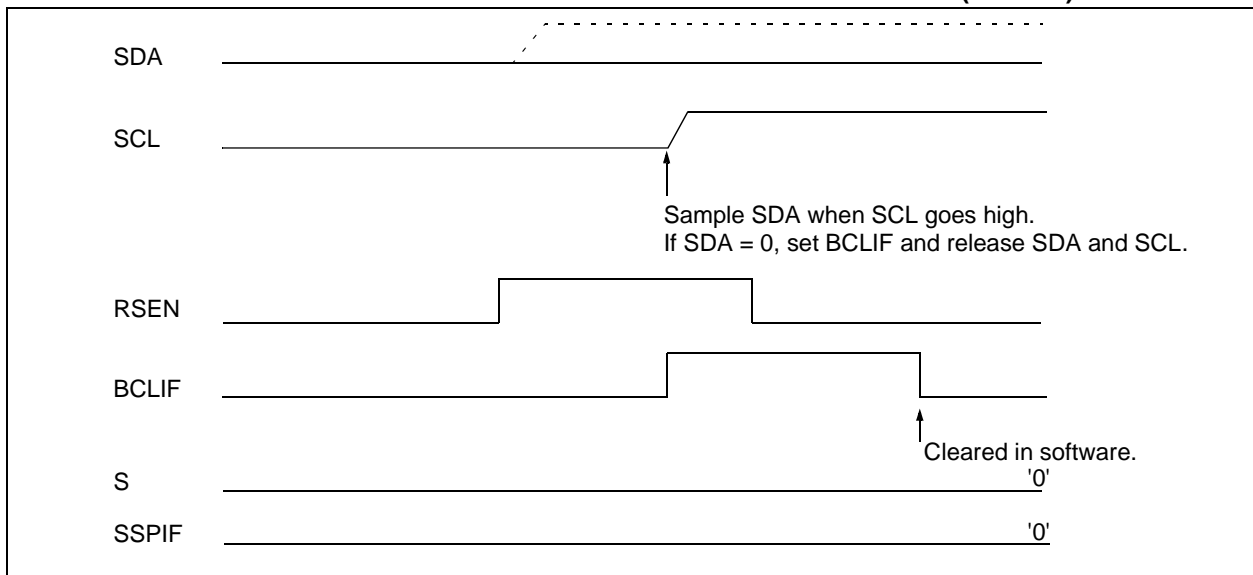 SDA
SCL
Sample SDA when SCL goes high.
If SDA = 0, set BCLIF and release SDA and SCL.
RSEN
BCLIF
Cleared in software.
S
'0'
SSPIF
'0'